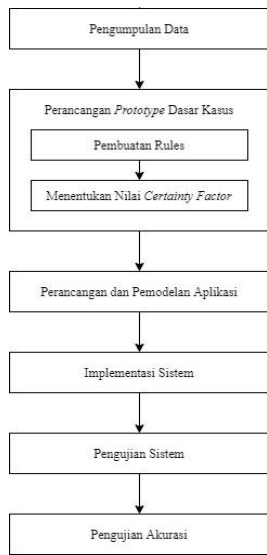 Pengumpulan Data
Perancangan Prototype Dasar Kasus
Pembuatan Rules
Menentukan Nilai Certainty Factor
Perancangan dan Pemodelan Aplikasi
Implementasi Sistem
Pengujian Sistem
Pengujian Akurasi